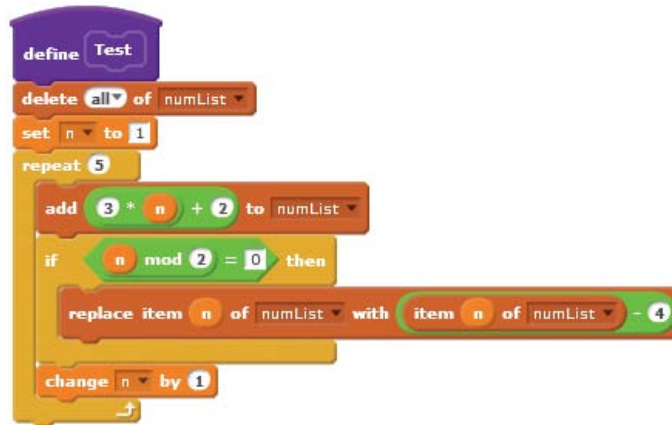 define Test
delete all of numList
set n to 1
repeat 5
add 3 * n + 2 to numList
if n mod 2 = 0 then
replace item n of numList with item n of numList - 4
change n by 1